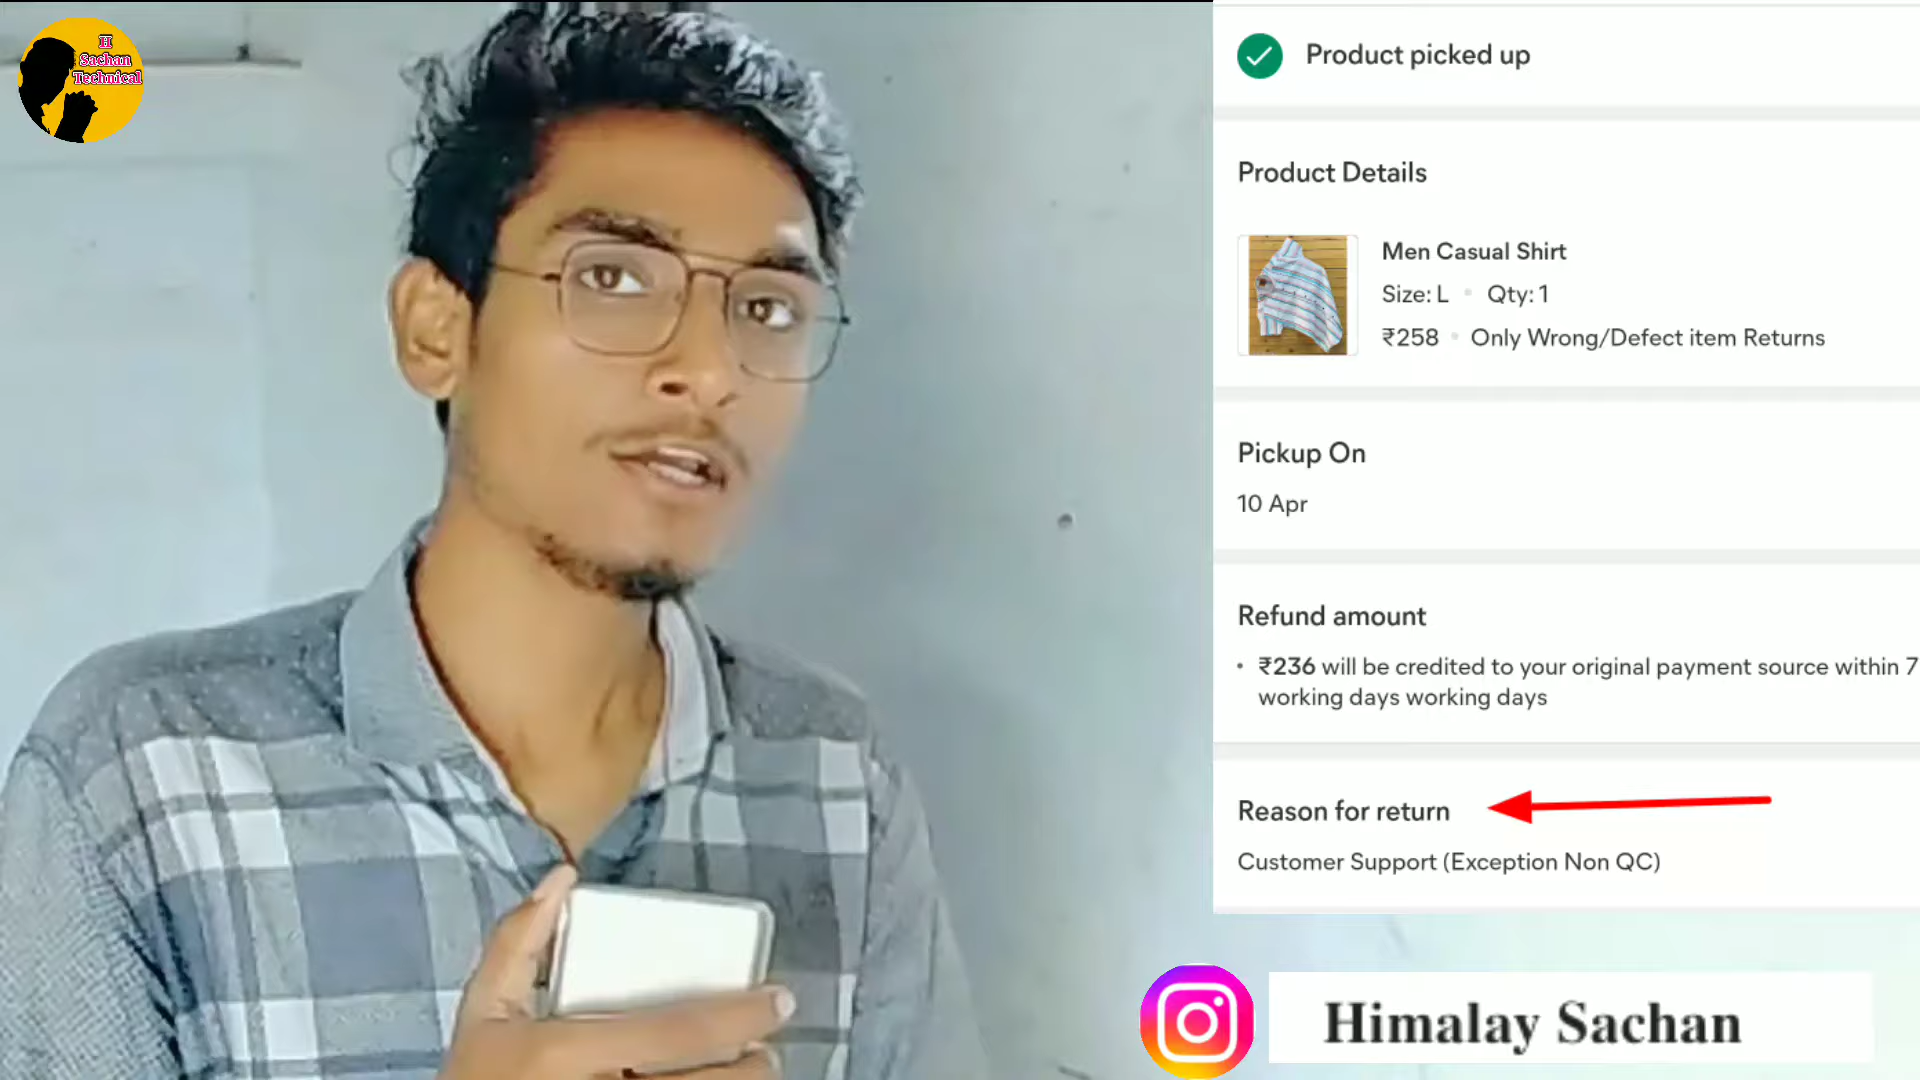 H
Sachan
Technical
Product picked up
Product Details
Men Casual Shirt
Size: L • Qty: 1
₹258 • Only Wrong/Defect item Returns
Pickup On
10 Apr
Refund amount
• ₹236 will be credited to your original payment source within 7
working days working days
Reason for return
Customer Support (Exception Non QC)
Himalay Sachan